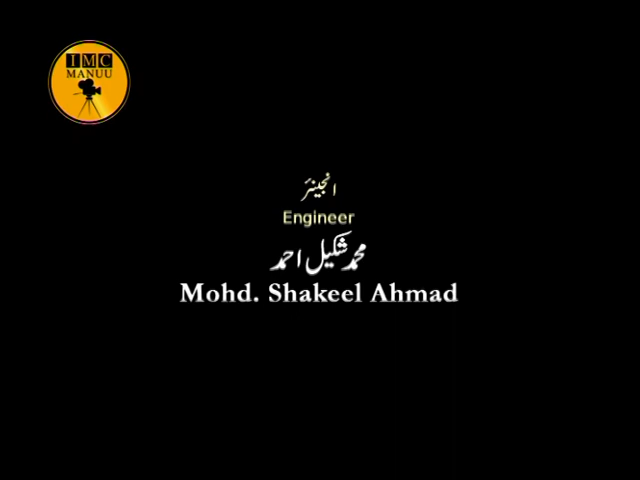 IMC
MANUU
انجینئر
Engineer
محمد شکیل احمد
Mohd. Shakeel Ahmad